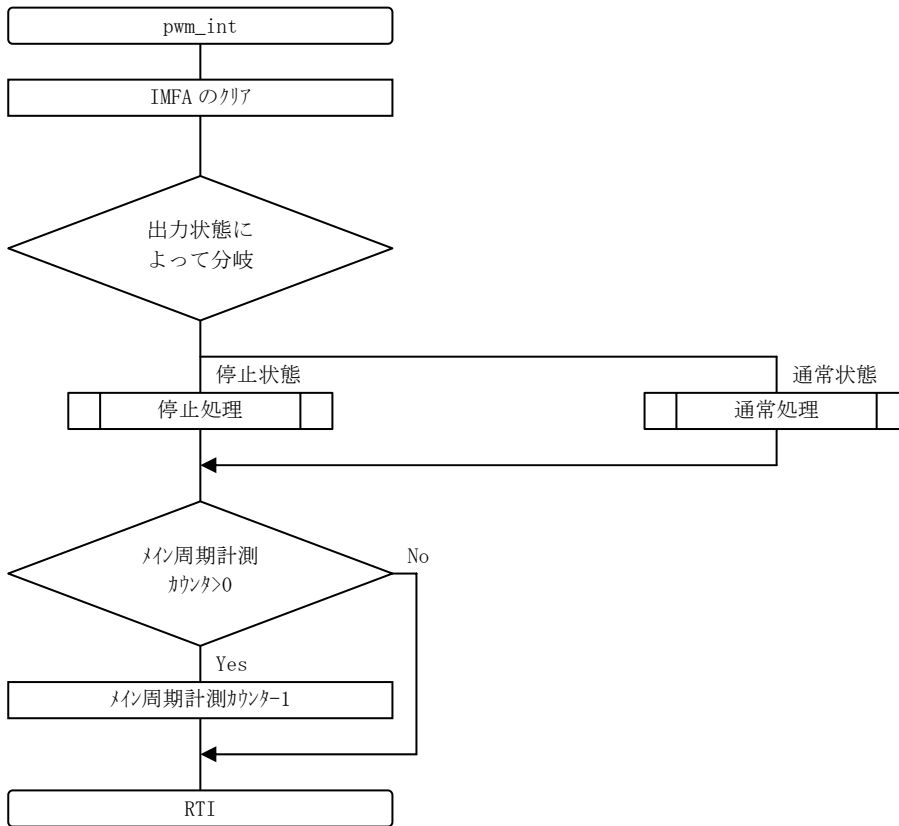 pwm_int
IMFA のｸﾘｱ
出力状態に
よって分岐
停止状態
通常状態
停止処理
通常処理
ﾒｲﾝ周期計測
ｶｳﾝﾀ>0
No
Yes
ﾒｲﾝ周期計測ｶｳﾝﾀｰ-1
RTI